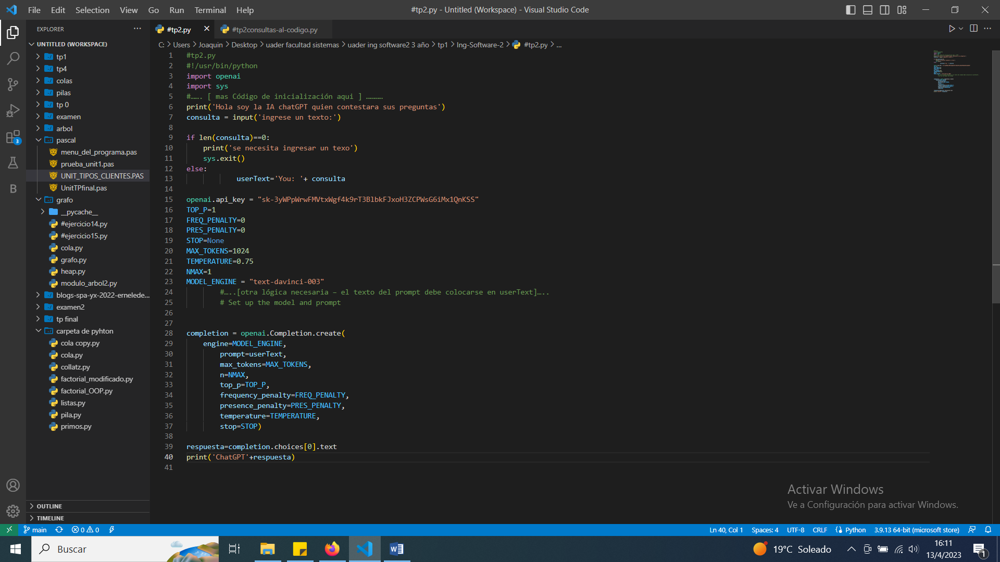 File Edit Selection View Go Run Terminal Help
#tp2.py - Untitled (Workspace) - Visual Studio Code
EXPLORER
UNTITLED (WORKSPACE)
tp1
tp4
colas
pilas
tp 0
examen
arbol
pascal
menu_del_programa.pas
prueba_unit1.pas
UNIT_TIPOS_CLIENTES.PAS
UnitTPfinal.pas
grafo
__pycache__
#ejercicio14.py
#ejercicio15.py
cola.py
grafo.py
heap.py
modulo_arbol2.py
blogs-spa-yx-2022-ernelede...
examen2
tp final
carpeta de pyhton
cola copy.py
cola.py
collatz.py
factorial_modificado.py
factorial_OOP.py
listas.py
pila.py
primos.py
OUTLINE
TIMELINE
3
#tp2.py
#tp2consultas-al-codigo.py
C: > Users > Joaquin > Desktop > uader facultad sistemas > uader ing software2 3 año > tp1 > Ing-Software-2 > #tp2.py > ...
1 #tp2.py
2 #!/usr/bin/python
3 import openai
4 import sys
5 #……. [ mas Código de inicialización aqui ] …………
6 print('Hola soy la IA chatGPT quien contestara sus preguntas')
7 consulta = input('ingrese un texto:')
8
9 if len(consulta)==0:
10 print('se necesita ingresar un texo')
11 sys.exit()
12 else:
13 userText='You: '+ consulta
14
15 openai.api_key = "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"
16 TOP_P=1
17 FREQ_PENALTY=0
18 PRES_PENALTY=0
19 STOP=None
20 MAX_TOKENS=1024
21 TEMPERATURE=0.75
22 NMAX=1
23 MODEL_ENGINE = "text-davinci-003"
24 #…..[otra lógica necesaria – el texto del prompt debe colocarse en userText]…..
25 # Set up the model and prompt
26
27
28 completion = openai.Completion.create(
29 engine=MODEL_ENGINE,
30 prompt=userText,
31 max_tokens=MAX_TOKENS,
32 n=NMAX,
33 top_p=TOP_P,
34 frequency_penalty=FREQ_PENALTY,
35 presence_penalty=PRES_PENALTY,
36 temperature=TEMPERATURE,
37 stop=STOP)
38
39 respuesta=completion.choices[0].text
40 print('ChatGPT'+respuesta)
41
Activar Windows
Ve a Configuración para activar Windows.
main 0 0 Ln 40, Col 1 Spaces: 4 UTF-8 CRLF Python 3.9.13 64-bit (microsoft store)
Buscar
19°C Soleado
16:11
13/4/2023
1